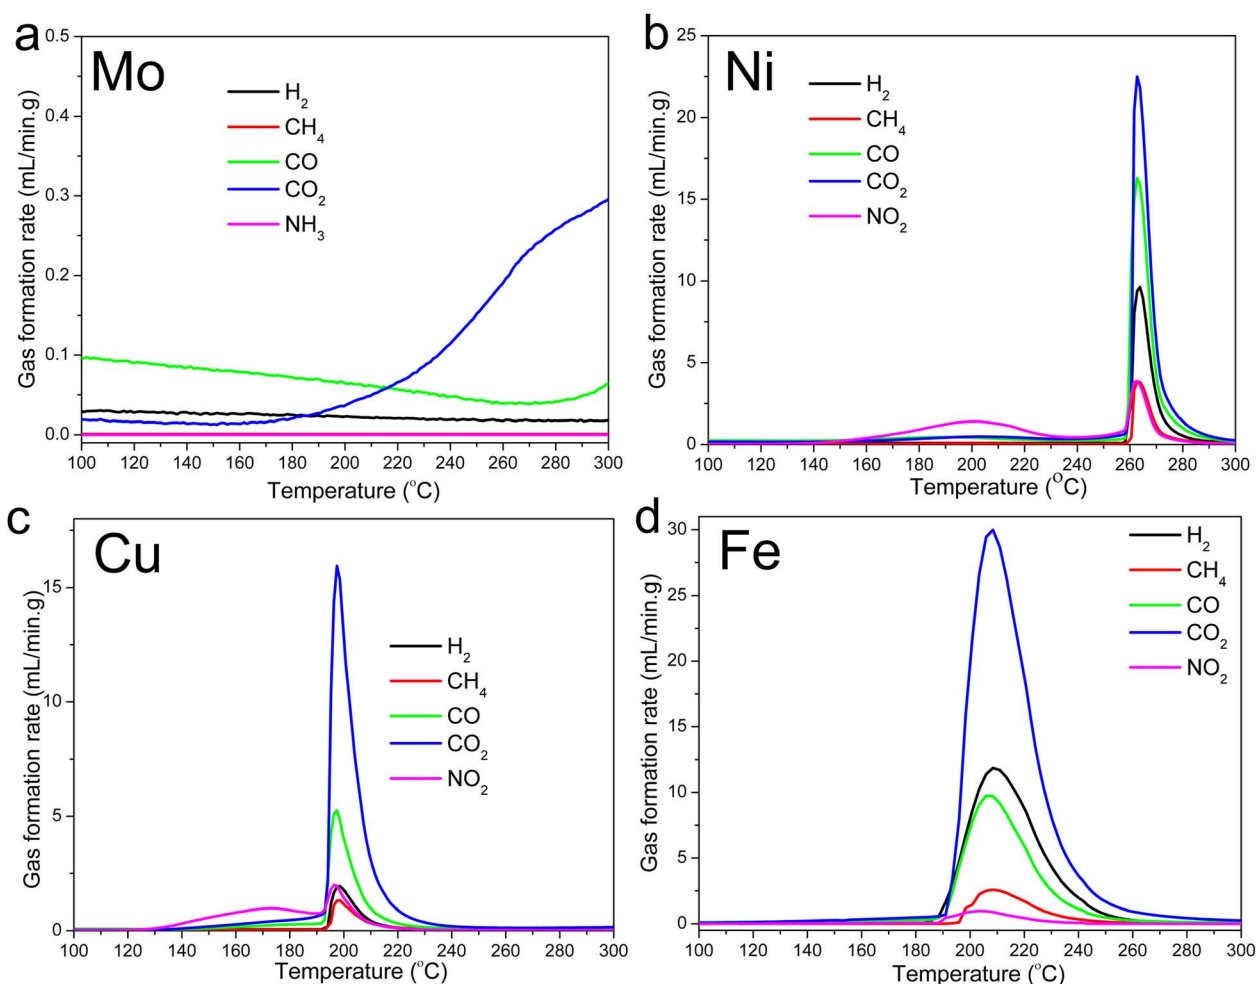 a
Mo
Gas formation rate (mL/min.g)
0.5
0.4
0.3
0.2
0.1
0.0
H2
CH4
CO
CO2
NH3
100 120 140 160 180 200 220 240 260 280 300
Temperature (°C)
b
Ni
Gas formation rate (mL/min.g)
25
20
15
10
5
0
H2
CH4
CO
CO2
NO2
100 120 140 160 180 200 220 240 260 280 300
Temperature (°C)
c
Cu
Gas formation rate (mL/min.g)
15
10
5
0
H2
CH4
CO
CO2
NO2
100 120 140 160 180 200 220 240 260 280 300
Temperature (°C)
d
Fe
Gas formation rate (mL/min.g)
30
25
20
15
10
5
0
H2
CH4
CO
CO2
NO2
100 120 140 160 180 200 220 240 260 280 300
Temperature (°C)